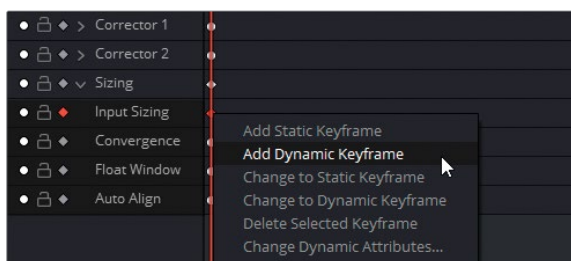 Corrector 1
Corrector 2
Sizing
Input Sizing
Convergence
Float Window
Auto Align
Add Static Keyframe
Add Dynamic Keyframe
Change to Static Keyframe
Change to Dynamic Keyframe
Delete Selected Keyframe
Change Dynamic Attributes...